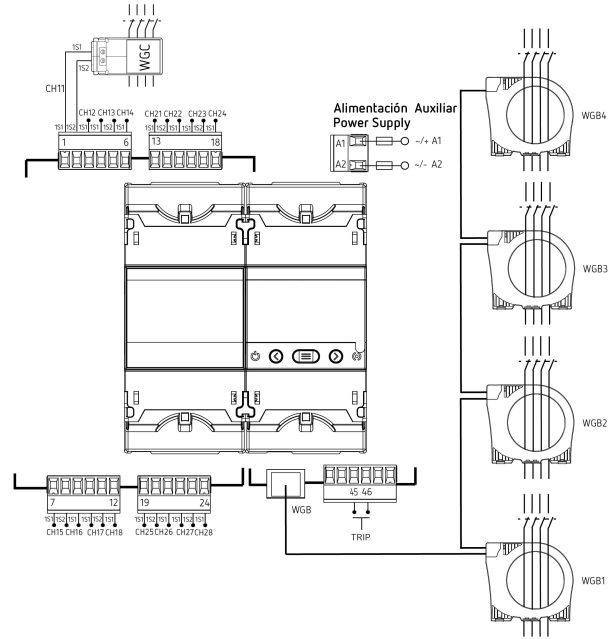 1S1
1S2
WGC
CH11
CH12 CH13 CH14
1S1 1S2 1S1 1S1 1S2 1S1
1 6
CH21 CH22 CH23 CH24
1S1 1S2 1S1 1S1 1S2 1S1
13 18
Alimentación Auxiliar
Power Supply
A1 ~/+ A1
A2 ~/- A2
WGB4
WGB3
WGB2
WGB1
7 12
1S1 1S2 1S1 1S1 1S2 1S1
CH15 CH16 CH17 CH18
19 24
1S1 1S2 1S1 1S1 1S2 1S1
CH25 CH26 CH27 CH28
WGB
45 46
TRIP